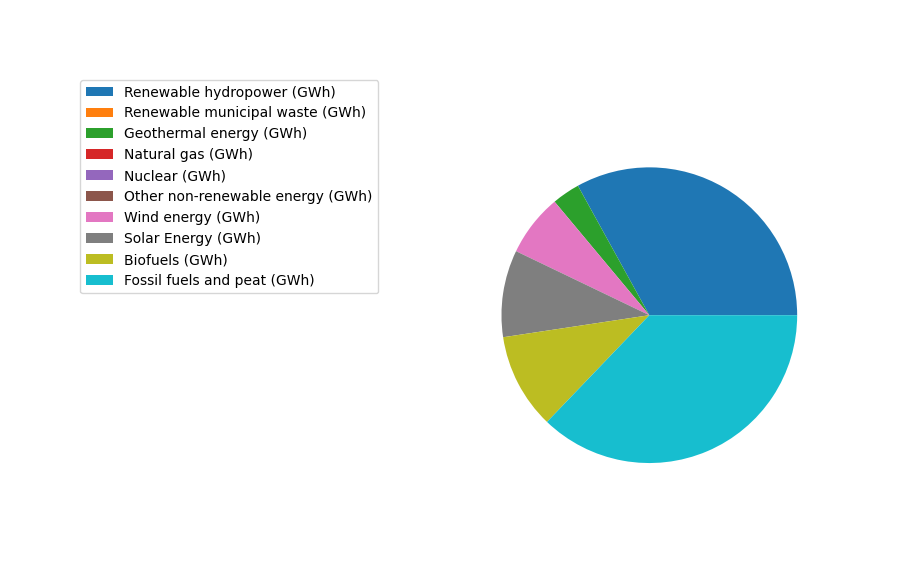 Renewable hydropower (GWh)
Renewable municipal waste (GWh)
Geothermal energy (GWh)
Natural gas (GWh)
Nuclear (GWh)
Other non-renewable energy (GWh)
Wind energy (GWh)
Solar Energy (GWh)
Biofuels (GWh)
Fossil fuels and peat (GWh)